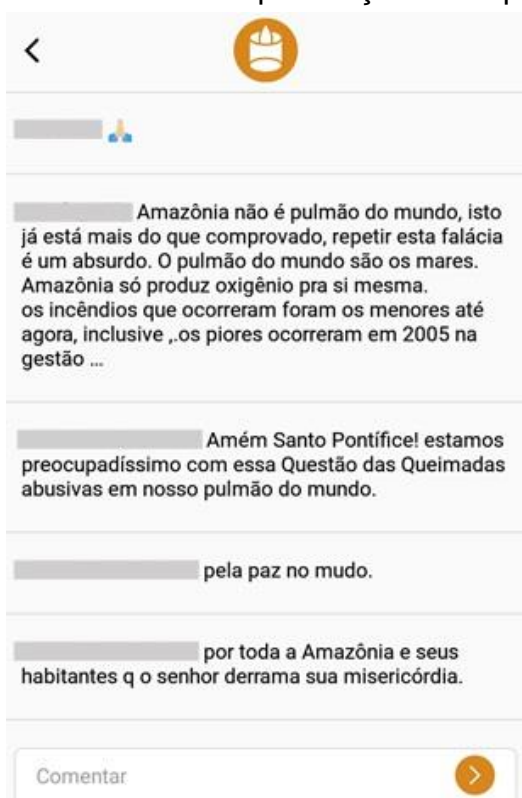 Amazônia não é pulmão do mundo, isto
já está mais do que comprovado, repetir esta falácia
é um absurdo. O pulmão do mundo são os mares.
Amazônia só produz oxigênio pra si mesma.
os incêndios que ocorreram foram os menores até
agora, inclusive ,.os piores ocorreram em 2005 na
gestão ...
Amém Santo Pontífice! estamos
preocupadíssimo com essa Questão das Queimadas
abusivas em nosso pulmão do mundo.
pela paz no mudo.
por toda a Amazônia e seus
habitantes q o senhor derrama sua misericórdia.
Comentar